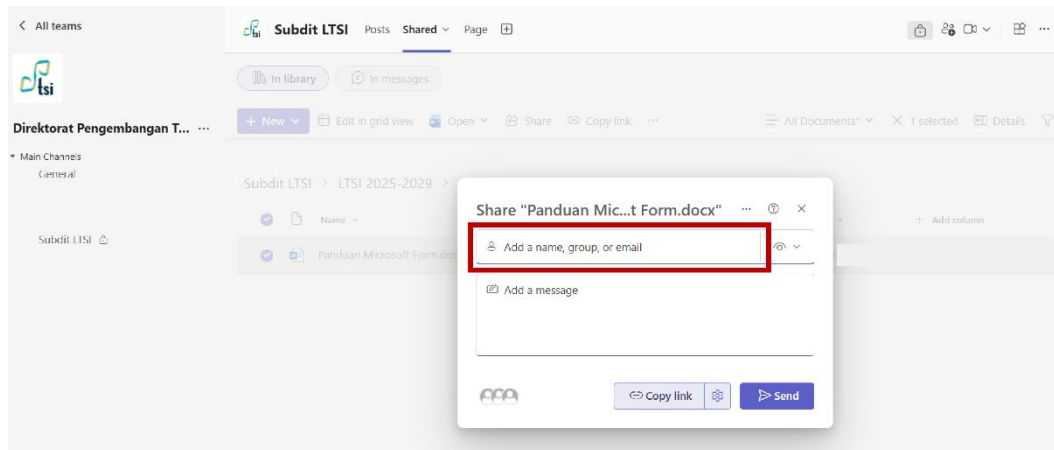 All teams
Subdit LTSI Posts Shared Page
tsi
In library In messages
Direktorat Pengembangan T... ...
+ New Edit in grid view Open Share Copy link ... All Documents* 1 selected Details
Main Channels
General
Subdit LTSI > LTSI 2025-2029 >
Share "Panduan Mic...t Form.docx" ...
Name + Add column
Subdit LTSI
Add a name, group, or email
Panduan Microsoft Form.doc
Add a message
Copy link Send